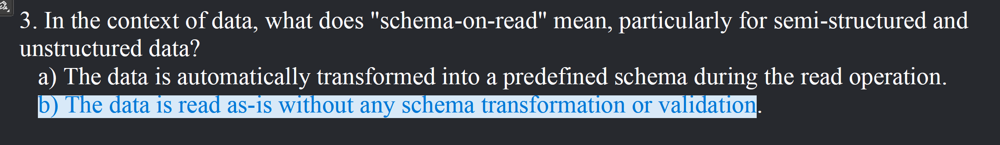 3. In the context of data, what does "schema-on-read" mean, particularly for semi-structured and
unstructured data?
a) The data is automatically transformed into a predefined schema during the read operation.
b) The data is read as-is without any schema transformation or validation.